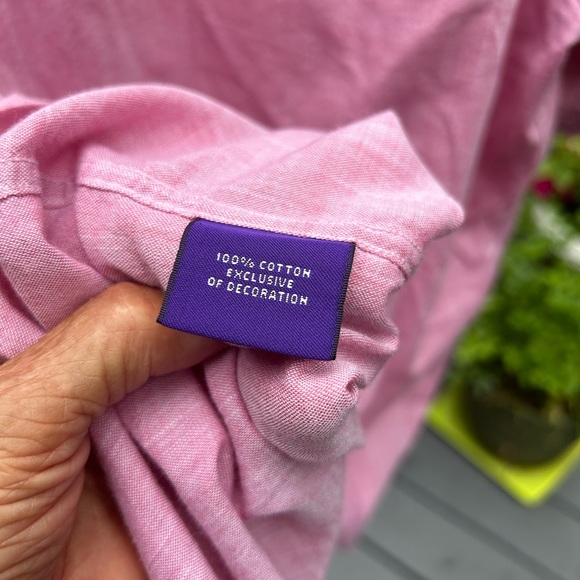 100% COTTON
EXCLUSIVE
OF DECORATION